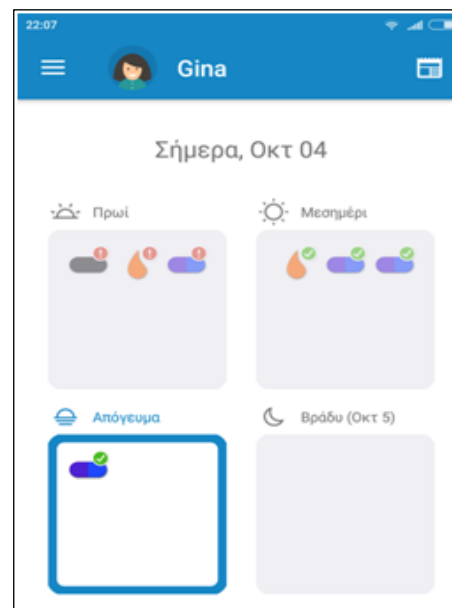 22:07
Gina
Σήμερα, Οκτ 04
Πρωί
Μεσημέρι
Απόγευμα
Βράδυ (Οκτ 5)